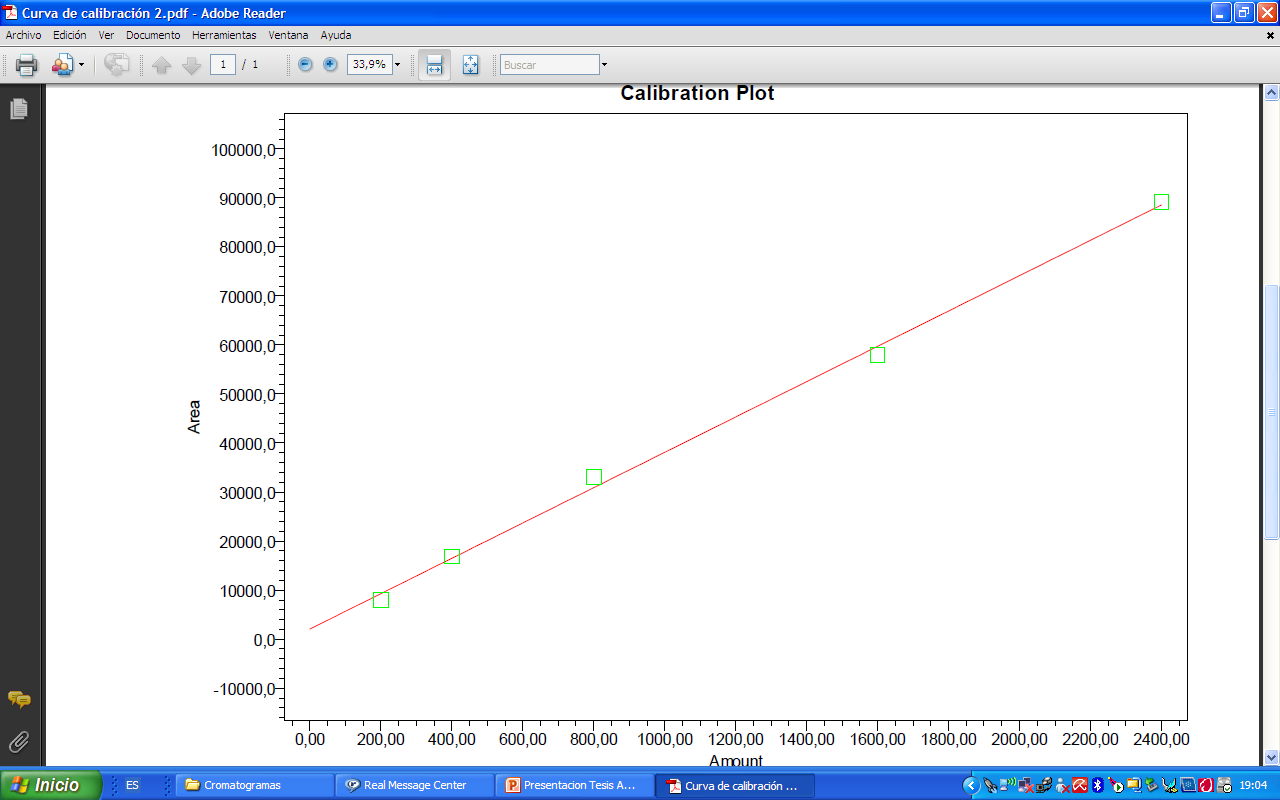 Curva de calibración 2.pdf - Adobe Reader
Archivo Edición Ver Documento Herramientas Ventana Ayuda
1 / 1 33,9% Buscar
Calibration Plot
100000,0
90000,0
80000,0
70000,0
60000,0
50000,0
40000,0
30000,0
20000,0
10000,0
0,0
-10000,0
Area
0,00 200,00 400,00 600,00 800,00 1000,00 1200,00 1400,00 1600,00 1800,00 2000,00 2200,00 2400,00
Amount
Inicio ES Cromatogramas Real Message Center Presentacion Tesis A... Curva de calibración ... 19:04